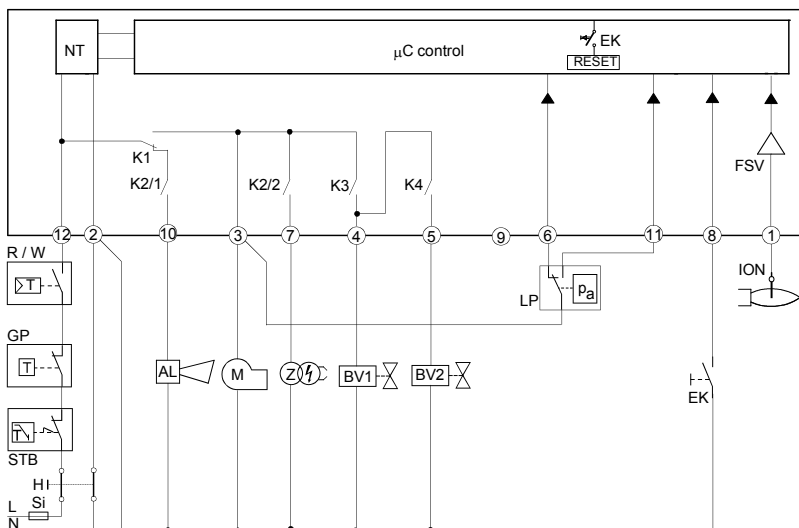 NT
μC control
EK
RESET
FSV
K1
K2/1
K2/2
K3
K4
12
2
10
3
7
4
5
9
6
11
8
1
R / W
T
GP
T
STB
T
H
L
Si
N
AL
M
Z
BV1
BV2
LP
pa
ION
EK